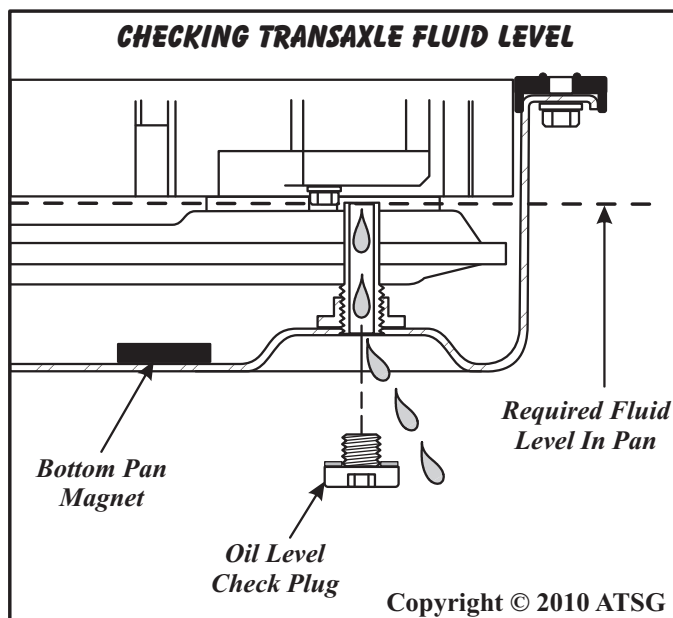 CHECKING TRANSAXLE FLUID LEVEL
Required Fluid
Level In Pan
Bottom Pan
Magnet
Oil Level
Check Plug
Copyright © 2010 ATSG